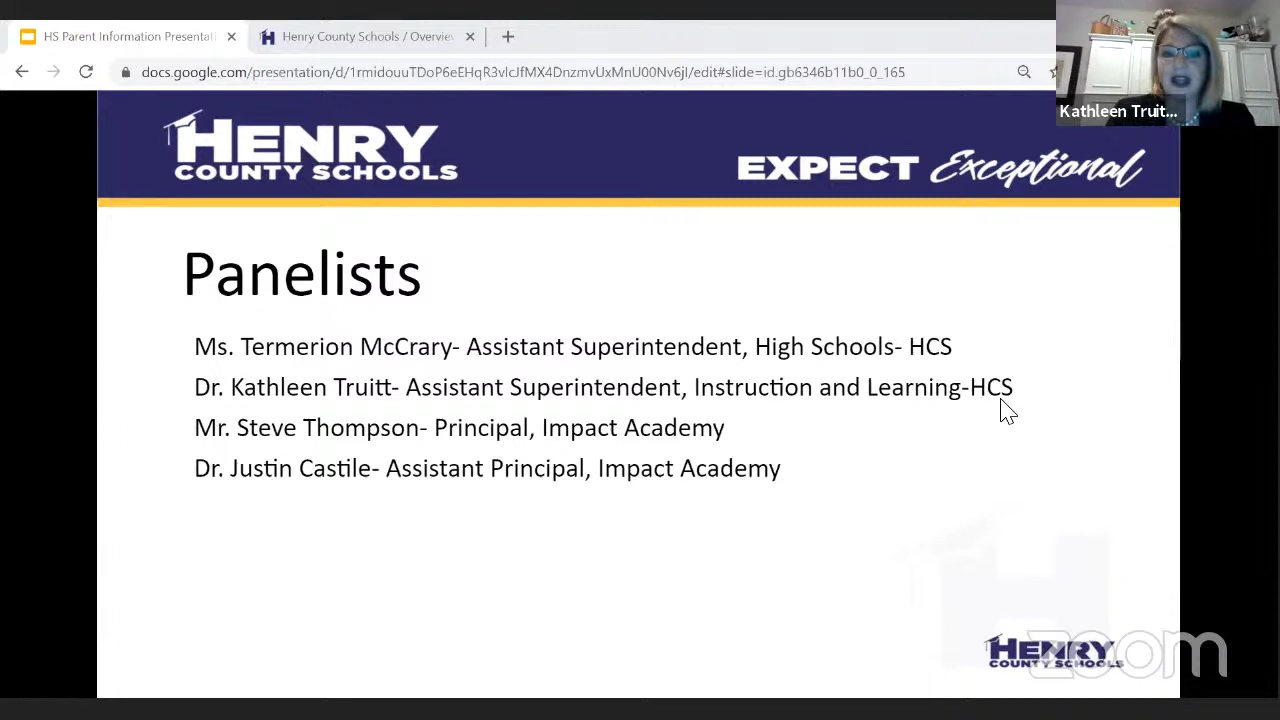 HS Parent Information Presentati
Henry County Schools / Overview
docs.google.com/presentation/d/1rmidouuTDoP6eEHqR3vlcJfMX4DnzmvUxMnU00Nv6jI/edit#slide=id.gb6346b11b0_0_165
Kathleen Truit...
HENRY
COUNTY SCHOOLS
EXPECT Exceptional
Panelists
Ms. Termerion McCrary- Assistant Superintendent, High Schools- HCS
Dr. Kathleen Truitt- Assistant Superintendent, Instruction and Learning-HCS
Mr. Steve Thompson- Principal, Impact Academy
Dr. Justin Castile- Assistant Principal, Impact Academy
HENRY
COUNTY SCHOOLS
zoom